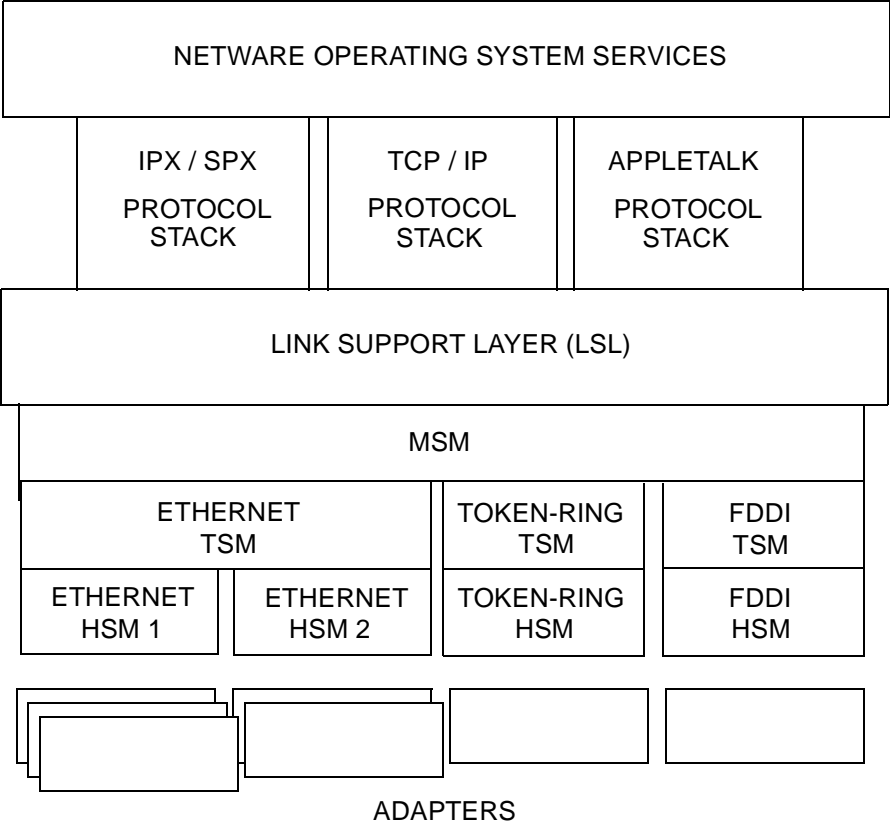 NETWARE OPERATING SYSTEM SERVICES
IPX / SPX
PROTOCOL
STACK
TCP / IP
PROTOCOL
STACK
APPLETALK
PROTOCOL
STACK
LINK SUPPORT LAYER (LSL)
MSM
ETHERNET
TSM
TOKEN-RING
TSM
FDDI
TSM
ETHERNET
HSM 1
ETHERNET
HSM 2
TOKEN-RING
HSM
FDDI
HSM
ADAPTERS